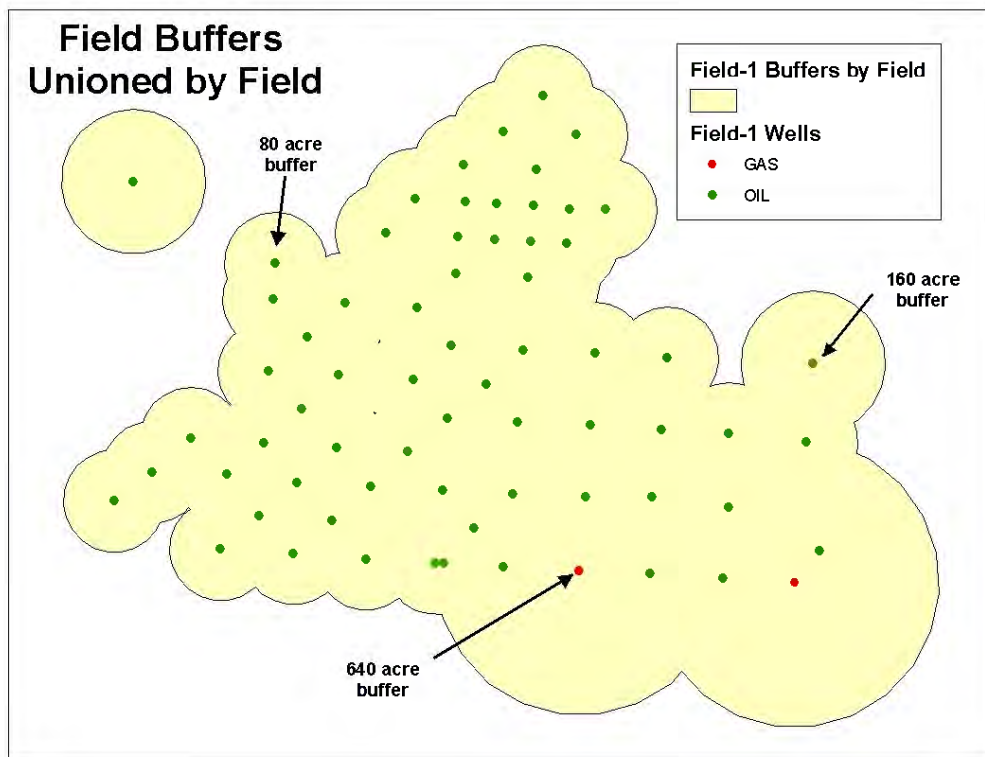 Field Buffers
Unioned by Field
80 acre
buffer
Field-1 Buffers by Field
Field-1 Wells
GAS
OIL
160 acre
buffer
640 acre
buffer